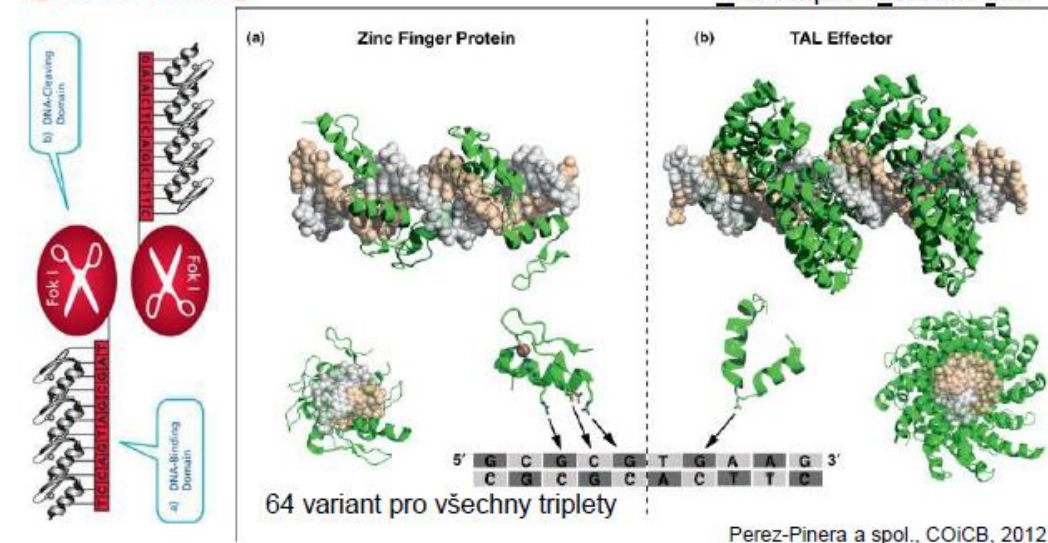 (a) Zinc Finger Protein
(b) TAL Effector
b) DNA-Cleaving
Domain
Fok I
Fok I
a) DNA-Binding
Domain
5' G C G C G T G A A G 3'
C G C G C A C T T C
64 variant pro všechny triplety
Perez-Pinera a spol., COiCB, 2012